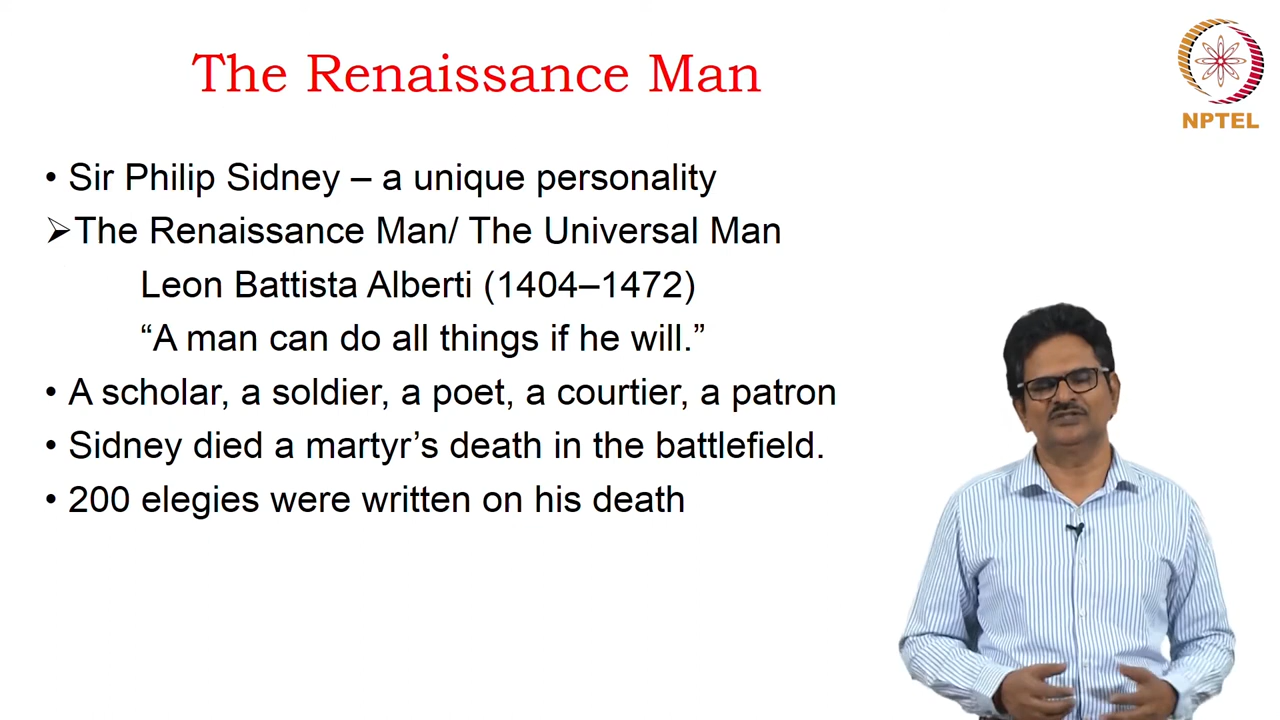 The Renaissance Man
NPTEL
• Sir Philip Sidney – a unique personality
➢The Renaissance Man/ The Universal Man
Leon Battista Alberti (1404–1472)
“A man can do all things if he will.”
• A scholar, a soldier, a poet, a courtier, a patron
• Sidney died a martyr’s death in the battlefield.
• 200 elegies were written on his death